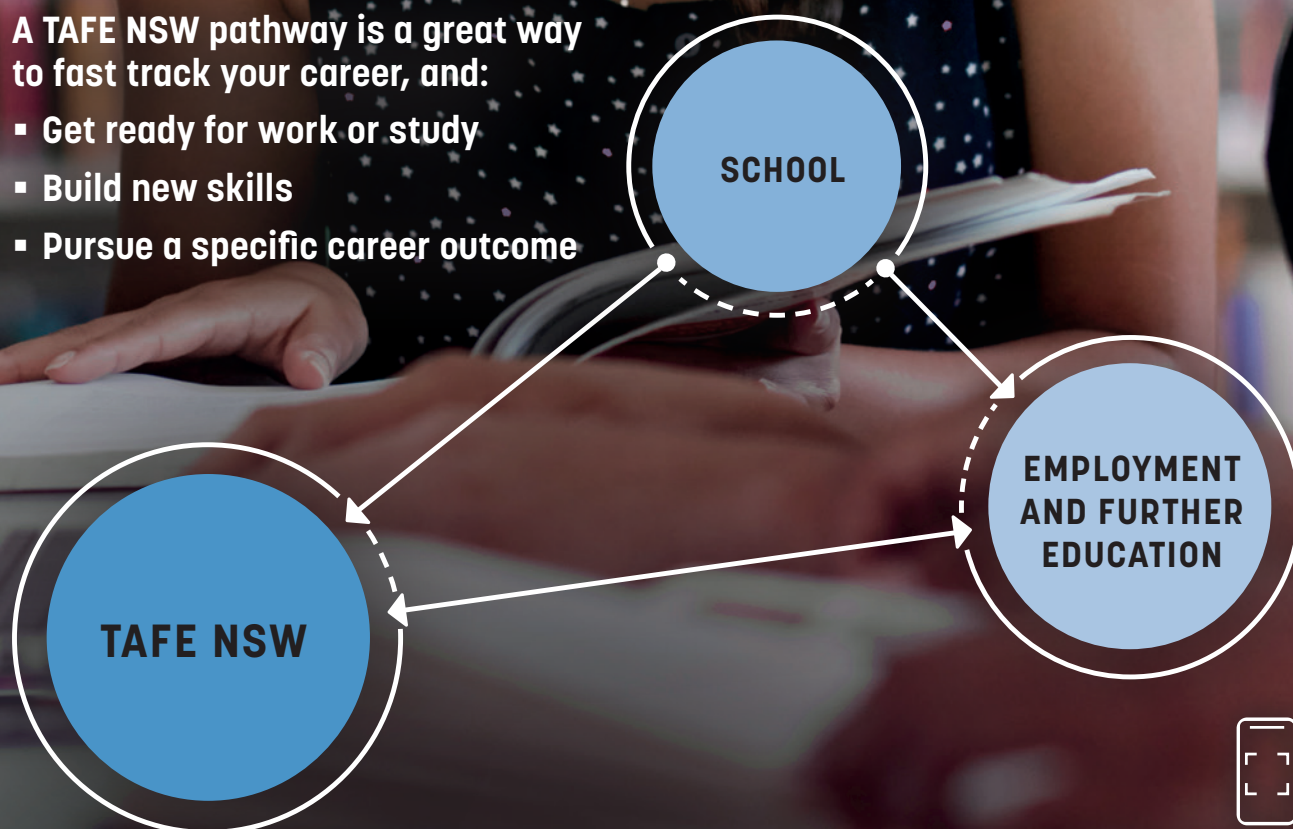 A TAFE NSW pathway is a great way
to fast track your career, and:
▪ Get ready for work or study
▪ Build new skills
▪ Pursue a specific career outcome
SCHOOL
EMPLOYMENT
AND FURTHER
EDUCATION
TAFE NSW